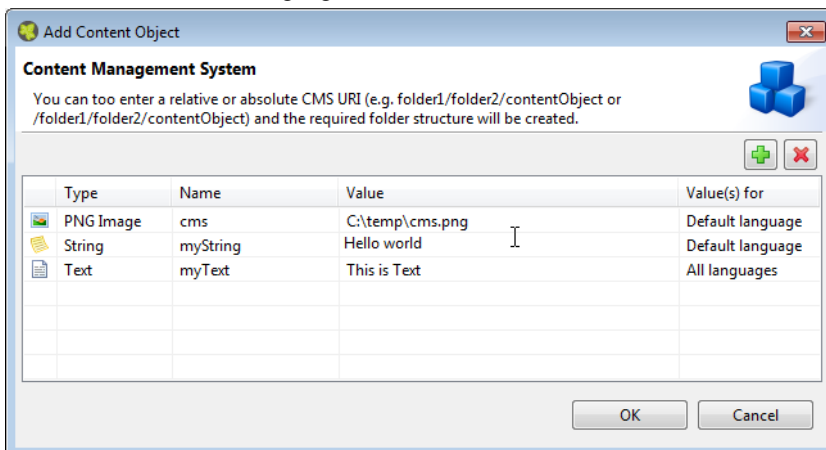 Add Content Object
Content Management System
You can too enter a relative or absolute CMS URI (e.g. folder1/folder2/contentObject or
/folder1/folder2/contentObject) and the required folder structure will be created.
Type Name Value Value(s) for
PNG Image cms C:\temp\cms.png Default language
String myString Hello world Default language
Text myText This is Text All languages
OK Cancel